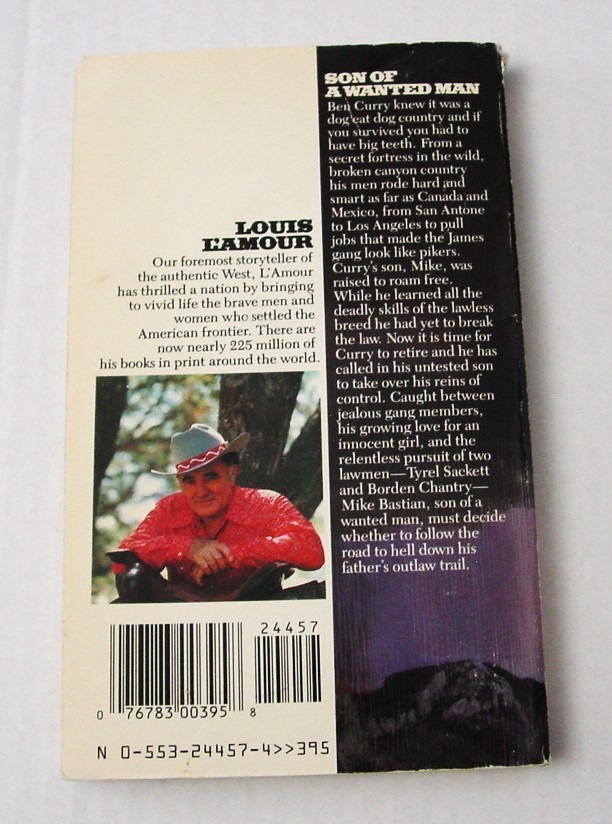 LOUIS
L'AMOUR
Our foremost storyteller of
the authentic West, L'Amour
has thrilled a nation by bringing
to vivid life the brave men and
women who settled the
American frontier. There are
now nearly 225 million of
his books in print around the world.
SON OF
A WANTED MAN
Ben Curry knew it was a
dog eat dog country and if
you survived you had to
have big teeth. From a
secret fortress in the wild,
broken canyon country
his men rode hard and
smart as far as Canada and
Mexico, from San Antone
to Los Angeles to pull
jobs that made the James
gang look like pikers.
Curry's son, Mike, was
raised to roam free.
While he learned all the
deadly skills of the lawless
breed he had yet to break
the law. Now it is time for
Curry to retire and he has
called in his untested son
to take over his reins of
control. Caught between
jealous gang members,
his growing love for an
innocent girl, and the
relentless pursuit of two
lawmen—Tyrel Sackett
and Borden Chantry—
Mike Bastian, son of a
wanted man, must decide
whether to follow the
road to hell down his
father's outlaw trail.
24457
0 76783 00395 8
N 0-553-24457-4>>395